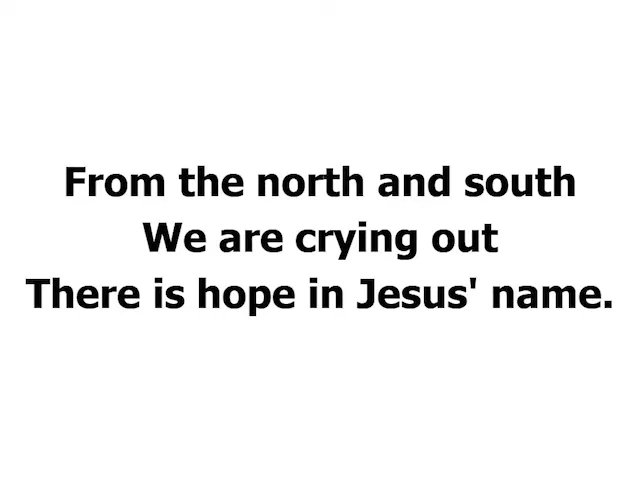 From the north and south
We are crying out
There is hope in Jesus' name.